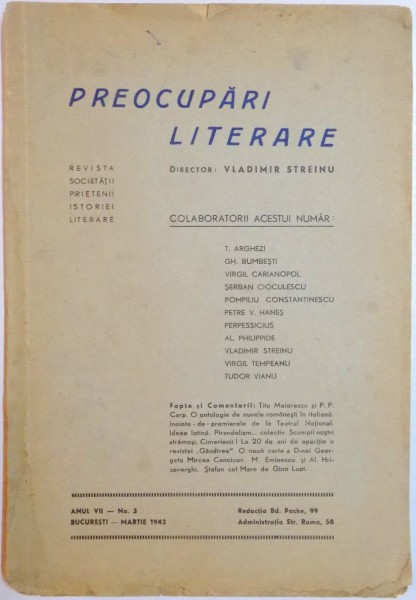 PREOCUPĂRI
LITERARE
REVISTA
SOCIETĂȚII
PRIETENII
ISTORIEI
LITERARE
DIRECTOR: VLADIMIR STREINU
COLABORATORII ACESTUI NUMĂR:
T. ARGHEZI
GH. BUMBEȘTI
VIRGIL CARIANOPOL
ȘERBAN CIOCULESCU
POMPILIU CONSTANTINESCU
PETRE V. HANEȘ
PERPESSICIUS
AL. PHILIPPIDE
VLADIMIR STREINU
VIRGIL TEMPEANU
TUDOR VIANU
Fapte și Comentarii: Titu Maiorescu și P. P.
Carp. O antologie de nuvele românești în italiană.
Inainte-de-premierele de la Teatrul Național.
Ideea latină. Pirandeliam... colectiv. Scumpii noștri
strămoși, Cimerienii! La 20 de ani de apariție a
revistei „Gândirea". O nouă carte a D-nei Geor-
geta Mircea Cancicov. M. Eminescu și Al. Hri-
soverghi. Ștefan cel Mare de Gino Lupi.
ANUL VII — No. 3
BUCUREȘTI — MARTIE 1942
Redacția Bd. Pache, 99
Administrația Str. Roma, 58